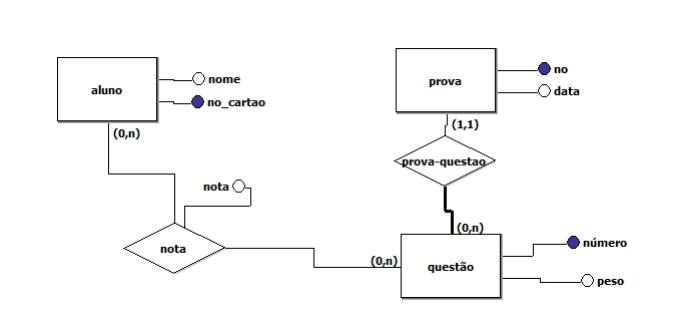 aluno
nome
no_cartao
(0,n)
prova
no
data
(1,1)
prova-questao
nota
nota
(0,n)
(0,n)
questão
número
peso